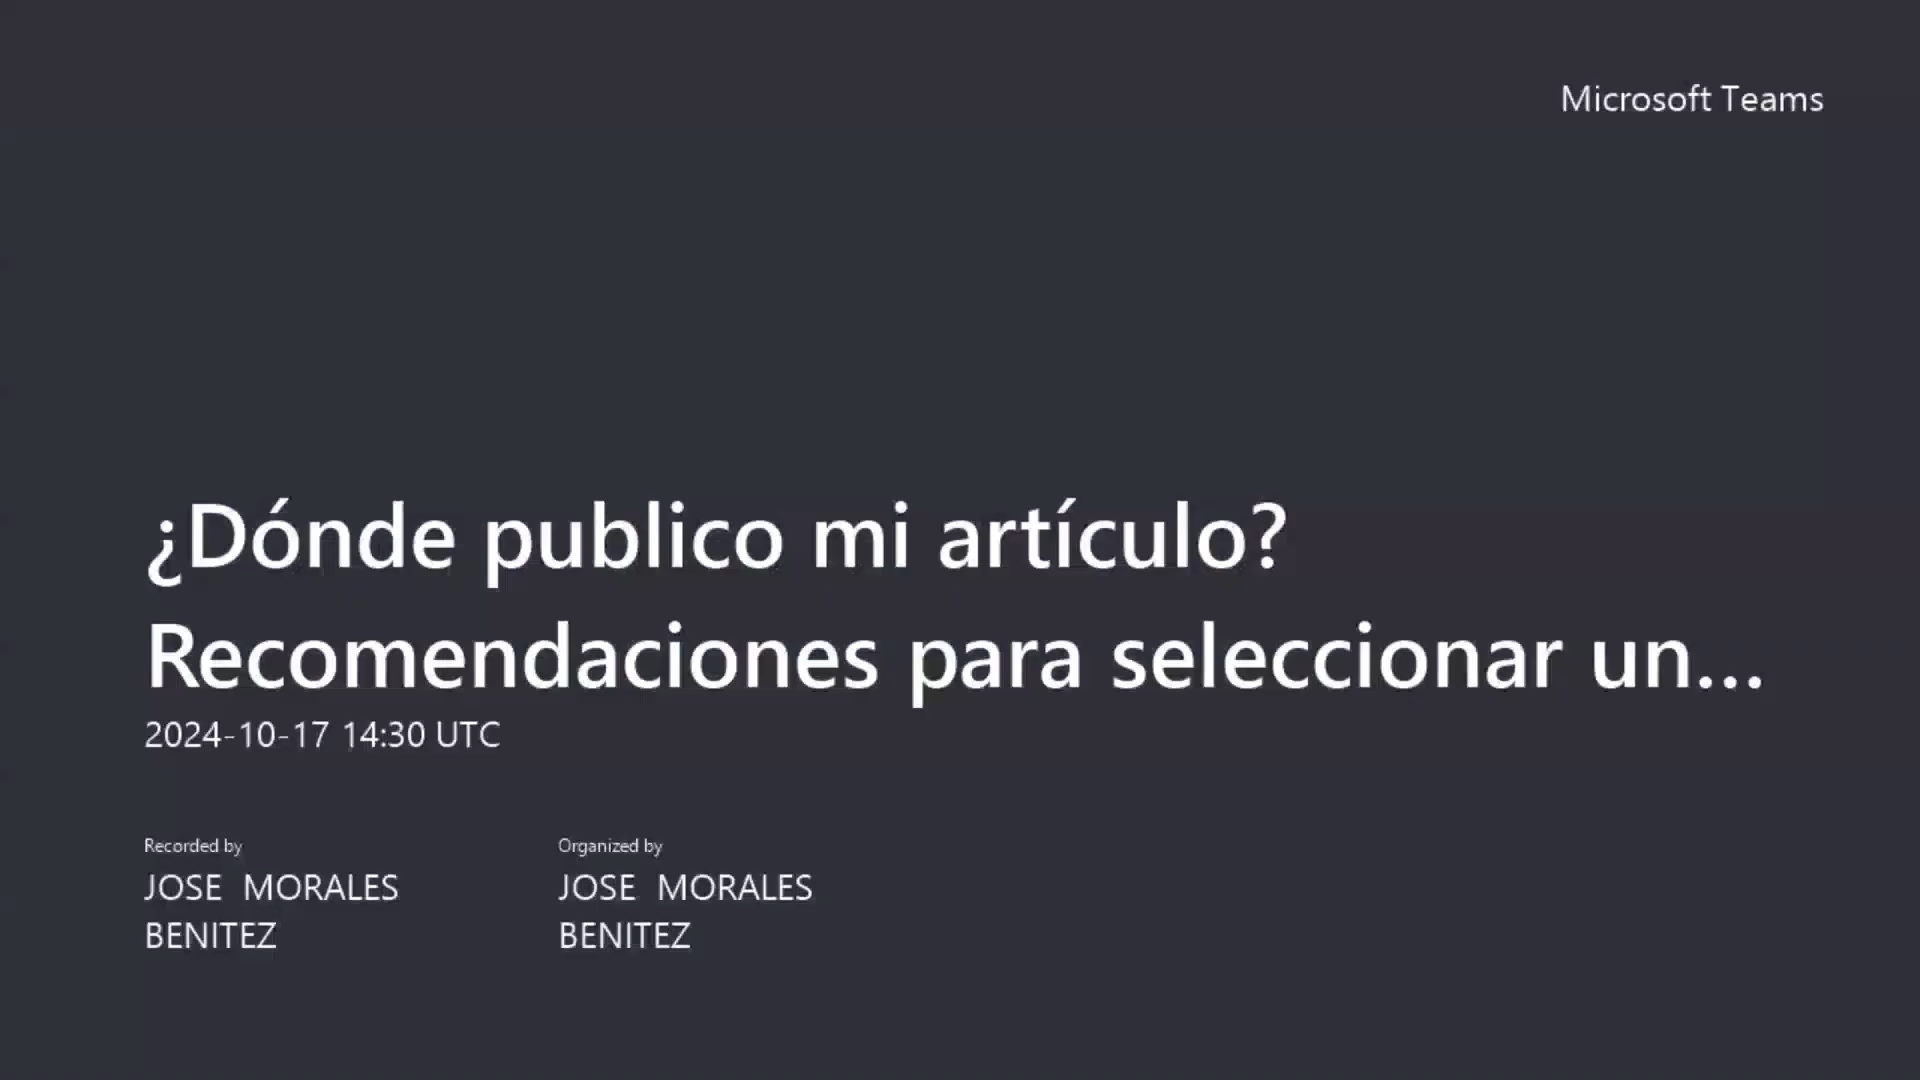 Microsoft Teams
¿Dónde publico mi artículo?
Recomendaciones para seleccionar un...
2024-10-17 14:30 UTC
Recorded by
JOSE MORALES
BENITEZ
Organized by
JOSE MORALES
BENITEZ